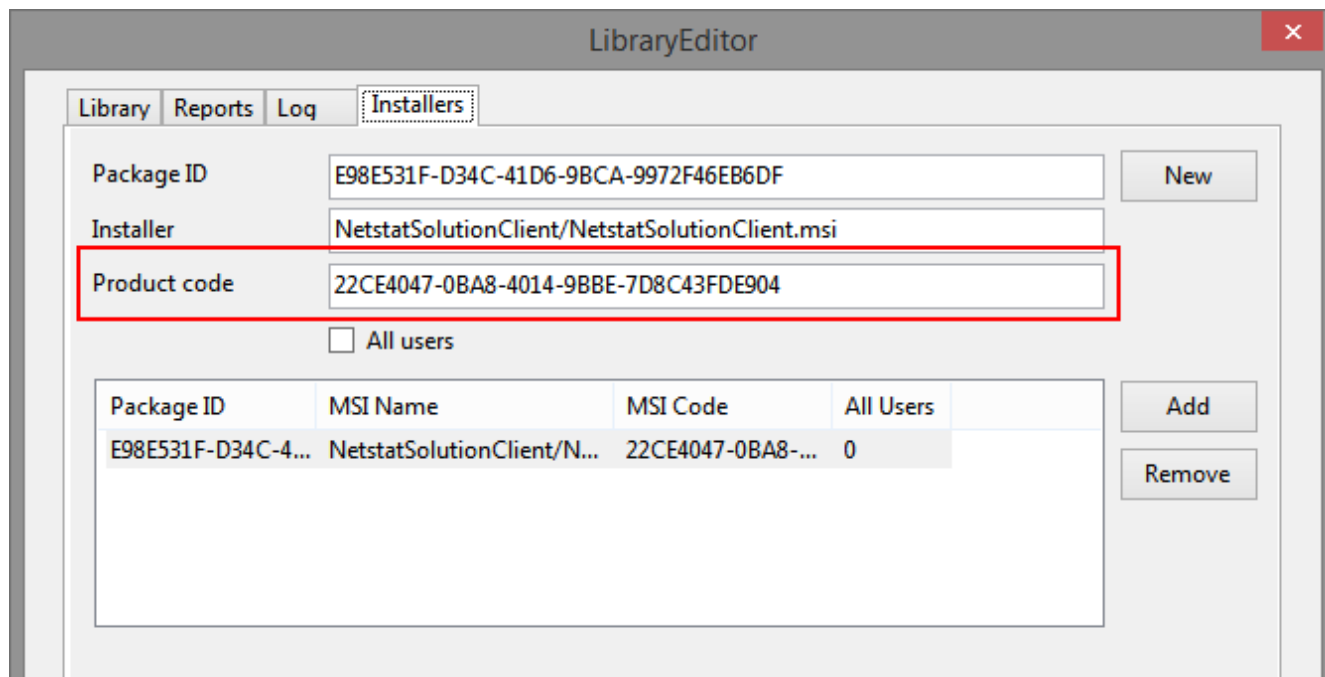 LibraryEditor
Library Reports Log Installers
Package ID E98E531F-D34C-41D6-9BCA-9972F46EB6DF New
Installer NetstatSolutionClient/NetstatSolutionClient.msi
Product code 22CE4047-0BA8-4014-9BBE-7D8C43FDE904
All users
Package ID MSI Name MSI Code All Users Add
E98E531F-D34C-4... NetstatSolutionClient/N... 22CE4047-0BA8-... 0
Remove